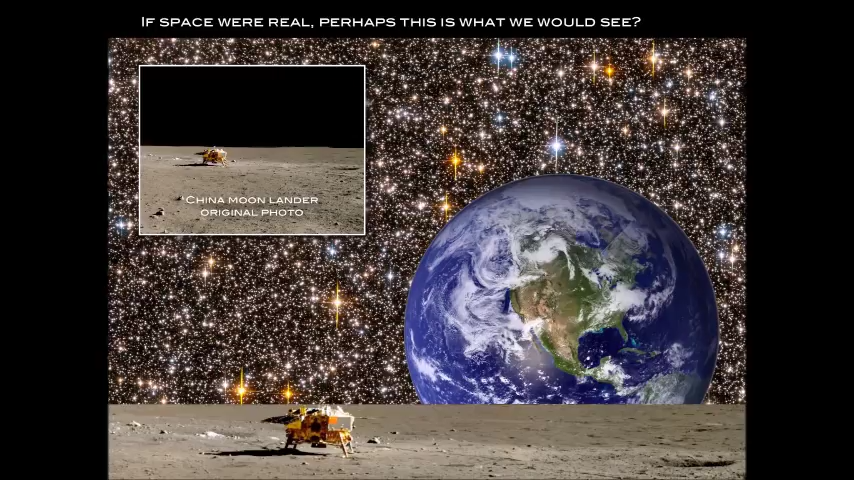 If space were real, perhaps this is what we would see?
*China moon lander
original photo